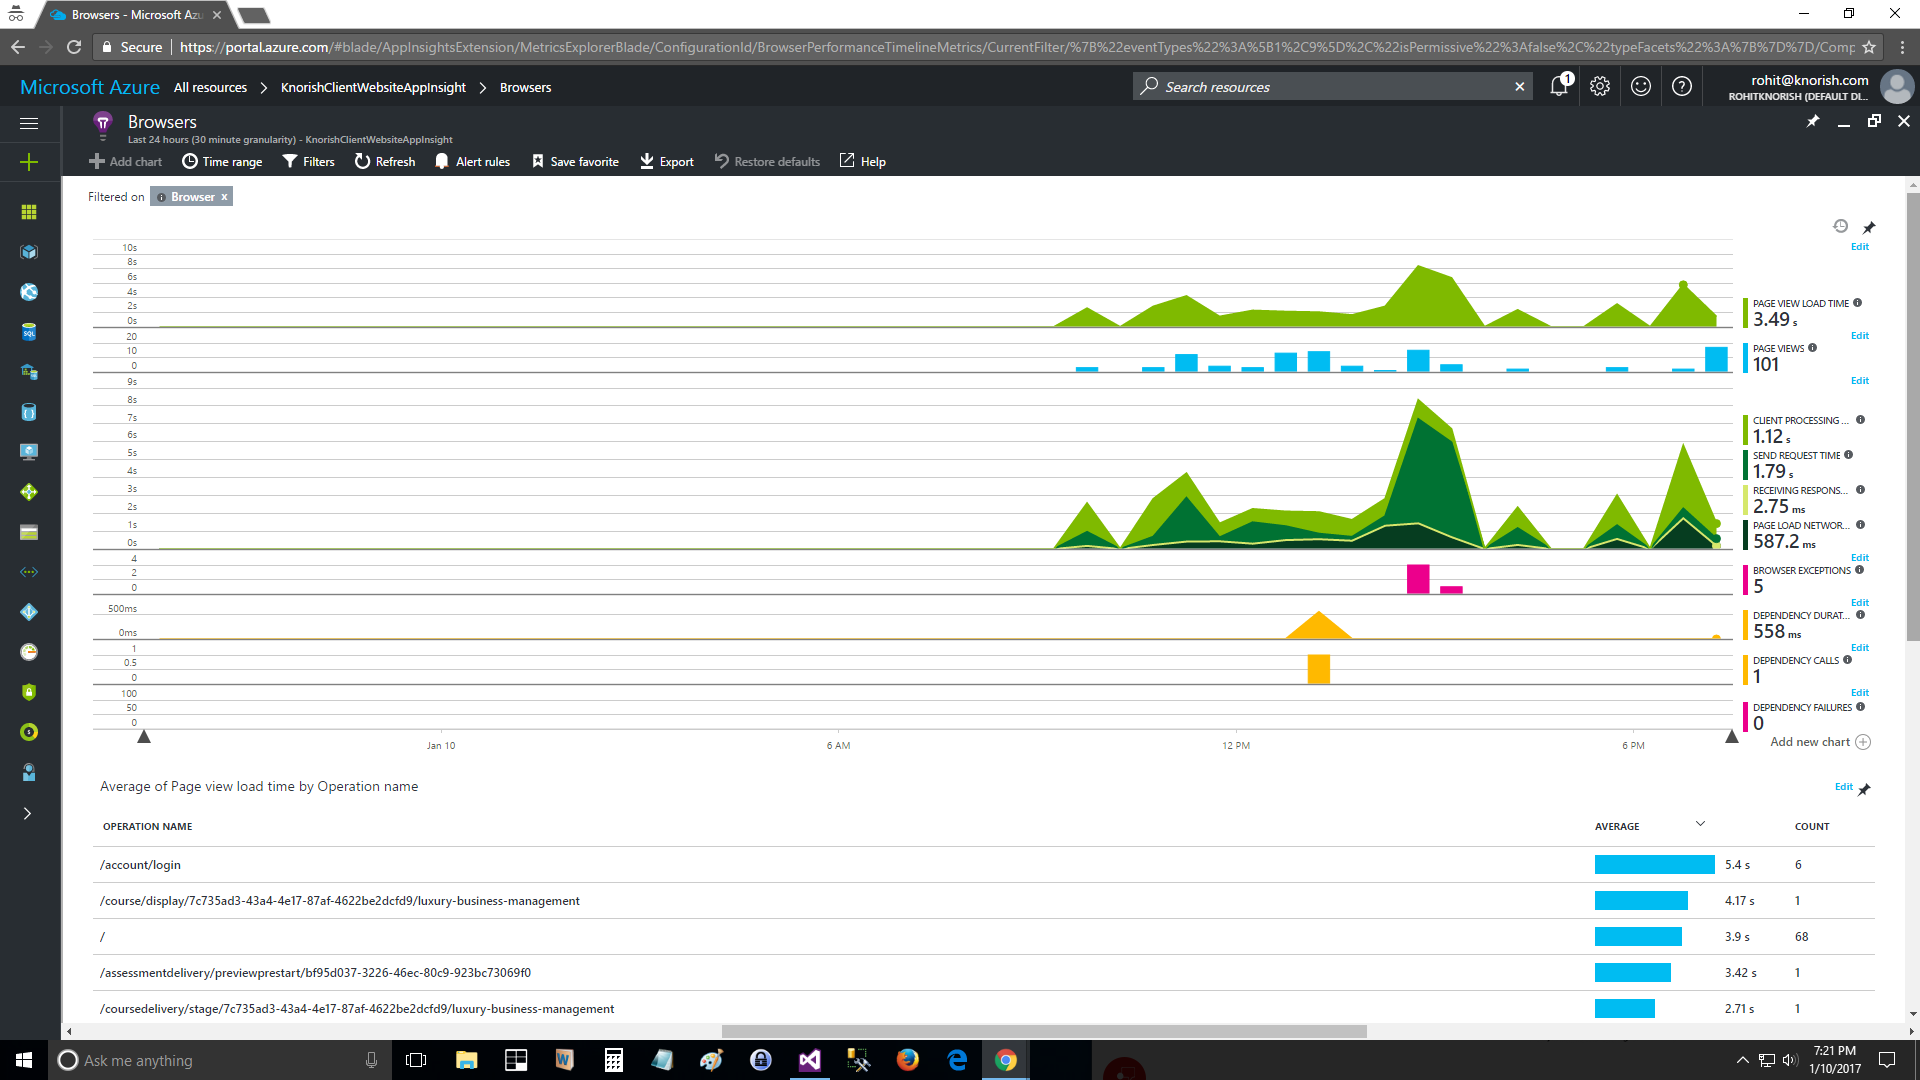 Browsers - Microsoft Azu
Secure
https://portal.azure.com/#blade/AppInsightsExtension/MetricsExplorerBlade/ConfigurationId/BrowserPerformanceTimelineMetrics/CurrentFilter/%7B%22eventTypes%22%3A%5B1%2C9%5D%2C%22isPermissive%22%3Afalse%2C%22typeFacets%22%3A%7B%7D%7D/Comp
Microsoft Azure
All resources > KnorishClientWebsiteAppInsight > Browsers
Search resources
1
rohit@knorish.com
ROHITKNORISH (DEFAULT DI...
Browsers
Last 24 hours (30 minute granularity) - KnorishClientWebsiteAppInsight
Add chart Time range Filters Refresh Alert rules Save favorite Export Restore defaults Help
Filtered on Browser x
Edit
10s
8s
6s
4s
2s
0s
PAGE VIEW LOAD TIME
3.49 s
Edit
20
10
0
PAGE VIEWS
101
Edit
9s
8s
7s
6s
5s
4s
3s
2s
1s
0s
CLIENT PROCESSING ...
1.12 s
SEND REQUEST TIME
1.79 s
RECEIVING RESPONS...
2.75 ms
PAGE LOAD NETWOR...
587.2 ms
Edit
4
2
0
BROWSER EXCEPTIONS
5
Edit
500ms
0ms
DEPENDENCY DURAT...
558 ms
Edit
1
0.5
0
DEPENDENCY CALLS
1
Edit
100
50
0
DEPENDENCY FAILURES
0
Jan 10 6 AM 12 PM 6 PM
Add new chart
Average of Page view load time by Operation name
Edit
OPERATION NAME AVERAGE COUNT
/account/login 5.4 s 6
/course/display/7c735ad3-43a4-4e17-87af-4622be2dcfd9/luxury-business-management 4.17 s 1
/ 3.9 s 68
/assessmentdelivery/previewprestart/bf95d037-3226-46ec-80c9-923bc73069f0 3.42 s 1
/coursedelivery/stage/7c735ad3-43a4-4e17-87af-4622be2dcfd9/luxury-business-management 2.71 s 1
Ask me anything
7:21 PM
1/10/2017